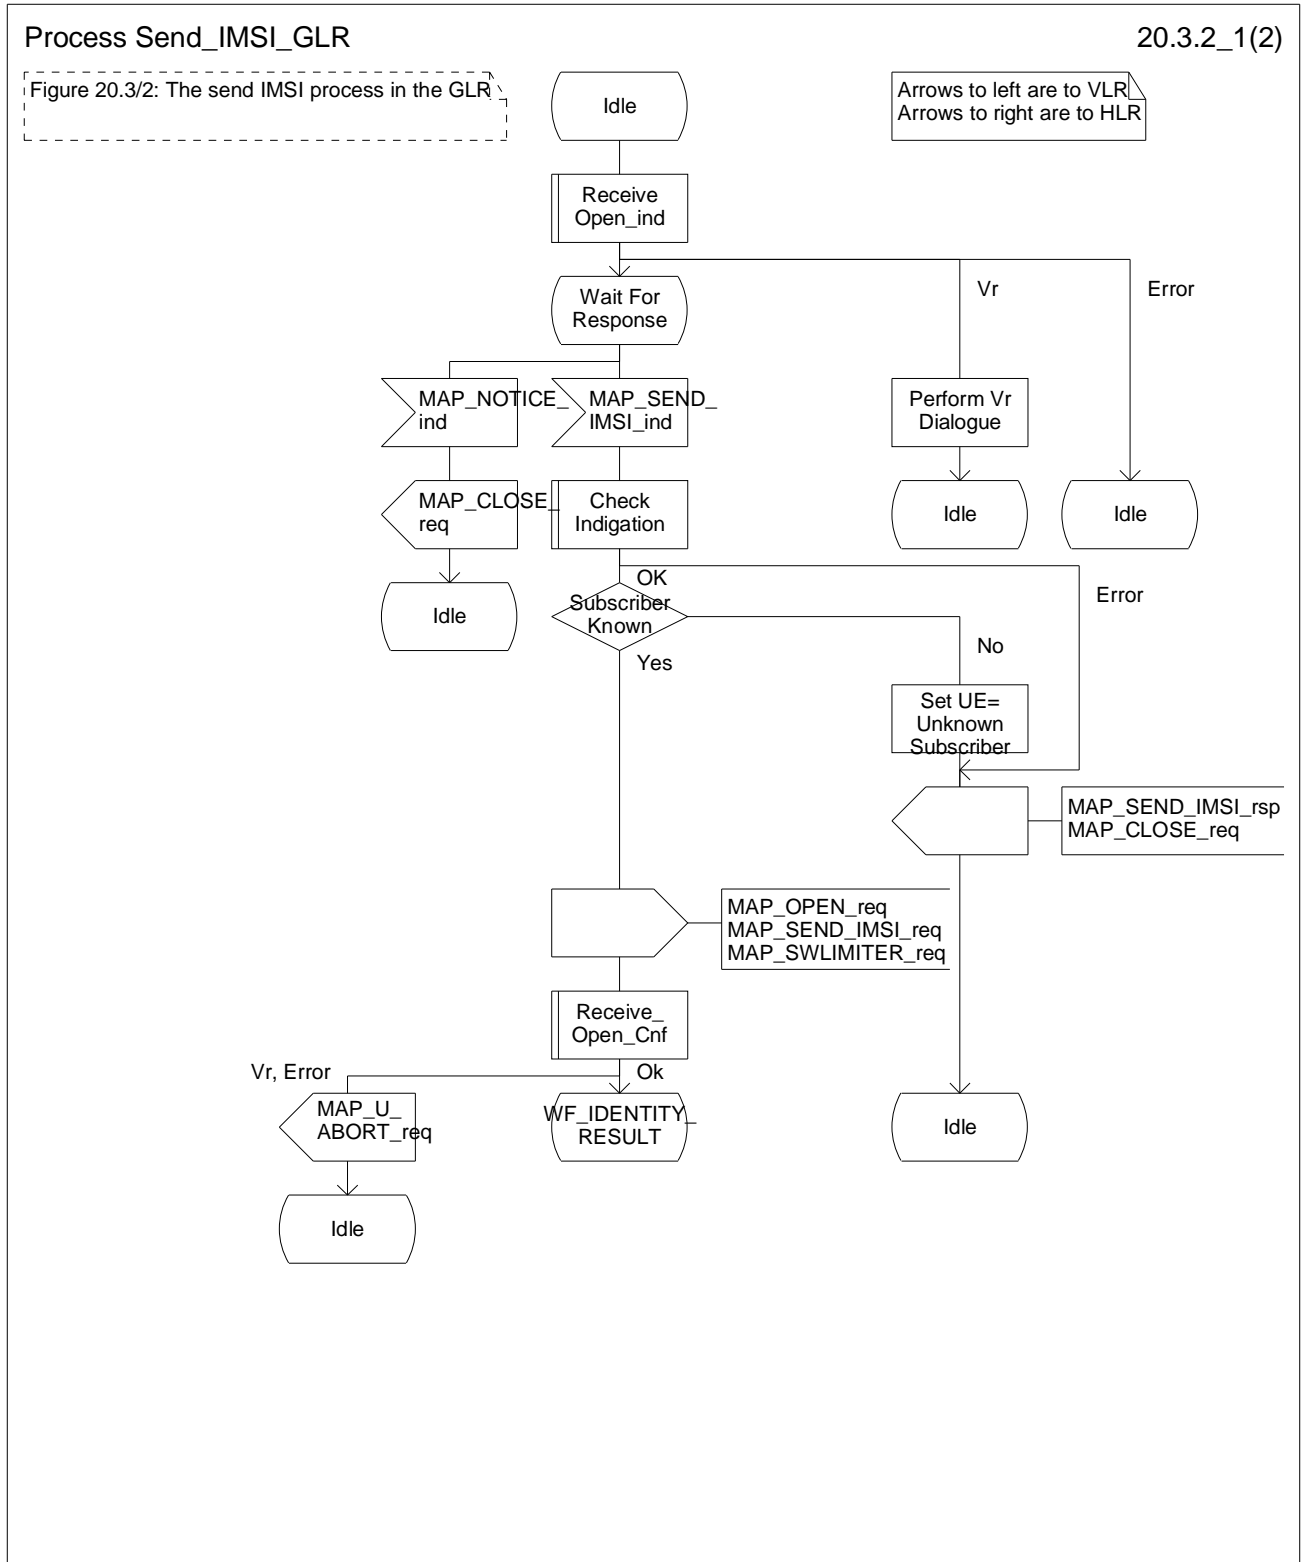 Process Send_IMSI_GLR
20.3.2_1(2)
Figure 20.3/2: The send IMSI process in the GLR
Idle
Arrows to left are to VLR
Arrows to right are to HLR
Receive
Open_ind
Vr
Error
Wait For
Response
MAP_NOTICE_
ind
MAP_SEND_
IMSI_ind
Perform Vr
Dialogue
MAP_CLOSE_
req
Check
Indigation
Idle
Idle
OK
Error
Idle
Subscriber
Known
No
Yes
Set UE=
Unknown
Subscriber
MAP_SEND_IMSI_rsp
MAP_CLOSE_req
MAP_OPEN_req
MAP_SEND_IMSI_req
MAP_SWLIMITER_req
Receive_
Open_Cnf
Vr, Error
Ok
MAP_U_
ABORT_req
WF_IDENTITY_
RESULT
Idle
Idle